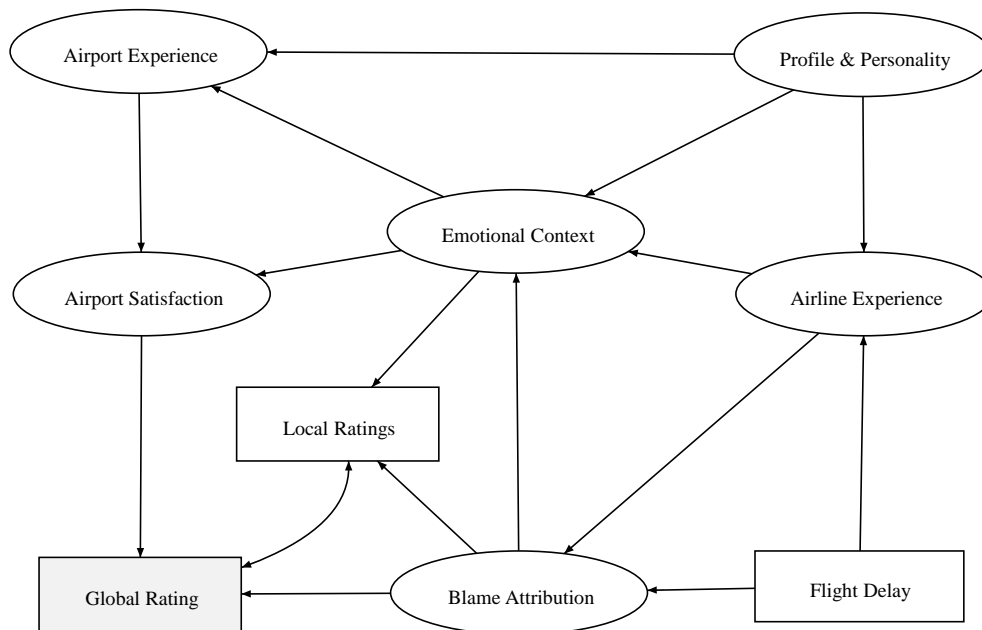 Airport Experience
Profile & Personality
Emotional Context
Airport Satisfaction
Airline Experience
Local Ratings
Global Rating
Blame Attribution
Flight Delay